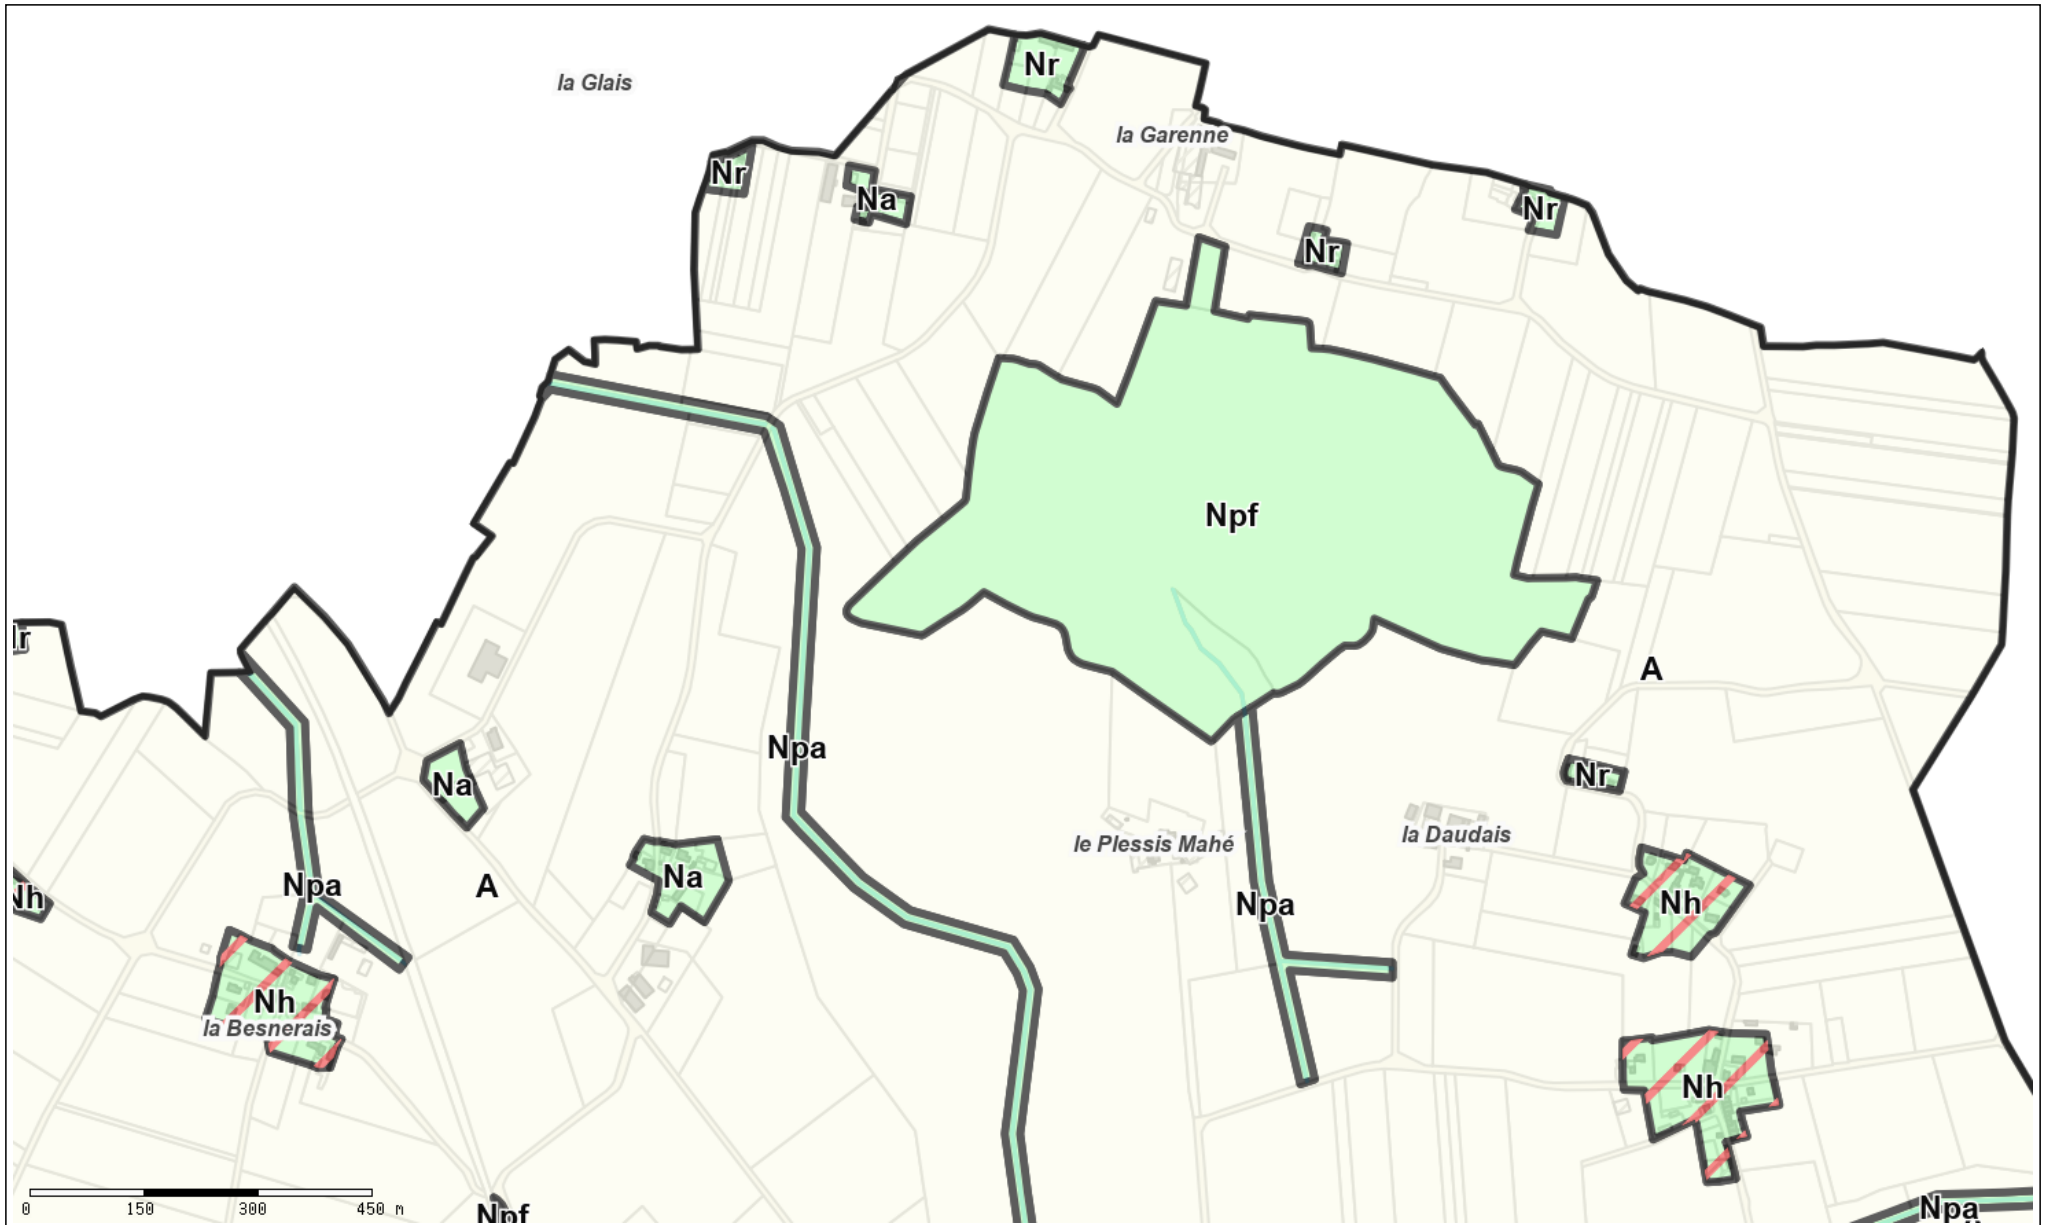 Nr
la Glais
la Garenne
Nr
Na
Nr
Nr
Npf
A
Npa
Nr
Na
la Daudais
le Plessis Mahé
Na
A
Npa
Nh
Npa
Nh
Nh
la Besnerais
Nh
0 150 300 450 m
Npf
Npa